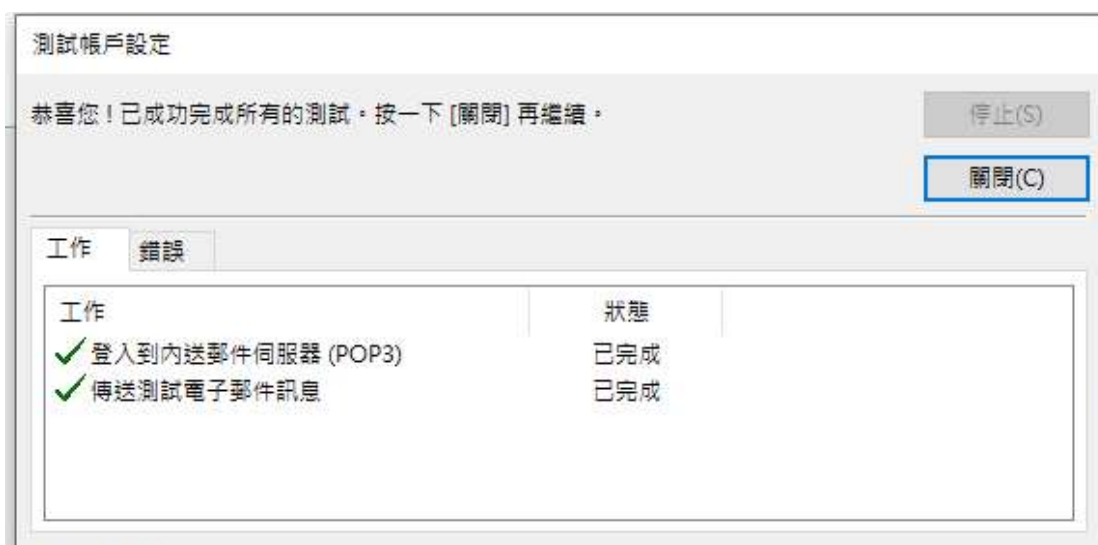 測試帳戶設定
恭喜您！已成功完成所有的測試。按一下 [關閉] 再繼續。
停止(S)
關閉(C)
工作 錯誤
工作 狀態
登入到內送郵件伺服器 (POP3) 已完成
傳送測試電子郵件訊息 已完成